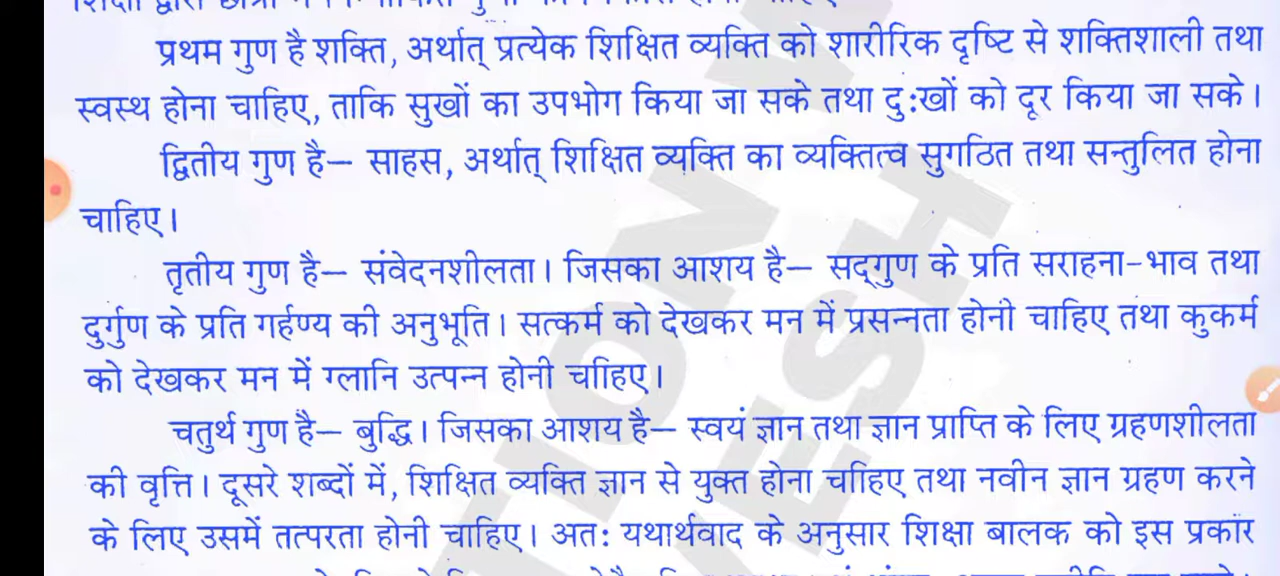 प्रथम गुण है शक्ति, अर्थात् प्रत्येक शिक्षित व्यक्ति को शारीरिक दृष्टि से शक्तिशाली तथा
स्वस्थ होना चाहिए, ताकि सुखों का उपभोग किया जा सके तथा दु:खों को दूर किया जा सके।
द्वितीय गुण है– साहस, अर्थात् शिक्षित व्यक्ति का व्यक्तित्व सुगठित तथा सन्तुलित होना
चाहिए।
तृतीय गुण है– संवेदनशीलता। जिसका आशय है– सद्‌गुण के प्रति सराहना-भाव तथा
दुर्गुण के प्रति गर्हण्य की अनुभूति। सत्कर्म को देखकर मन में प्रसन्नता होनी चाहिए तथा कुकर्म
को देखकर मन में ग्लानि उत्पन्न होनी चाहिए।
चतुर्थ गुण है– बुद्धि। जिसका आशय है– स्वयं ज्ञान तथा ज्ञान प्राप्ति के लिए ग्रहणशीलता
की वृत्ति। दूसरे शब्दों में, शिक्षित व्यक्ति ज्ञान से युक्त होना चहिए तथा नवीन ज्ञान ग्रहण करने
के लिए उसमें तत्परता होनी चाहिए। अत: यथार्थवाद के अनुसार शिक्षा बालक को इस प्रकार